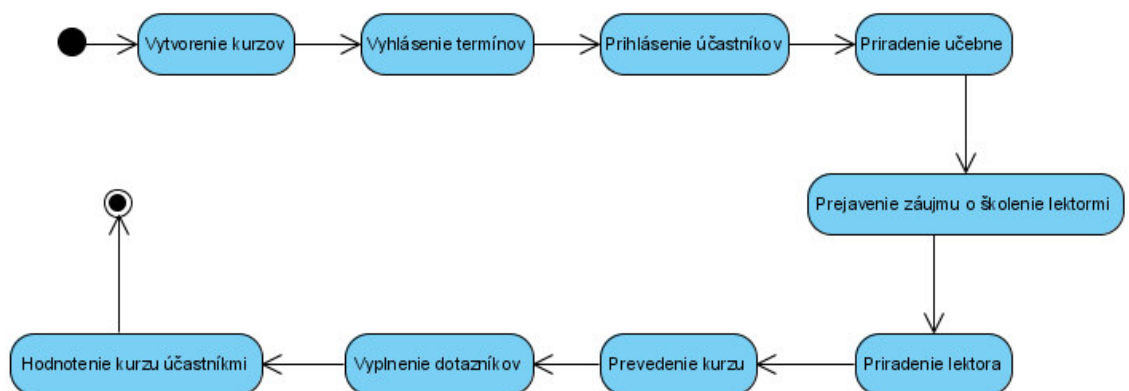 Vytvorenie kurzov
Vyhlásenie termínov
Prihlásenie účastníkov
Priradenie učebne
Prejavenie záujmu o školenie lektormi
Priradenie lektora
Prevedenie kurzu
Vyplnenie dotazníkov
Hodnotenie kurzu účastníkmi